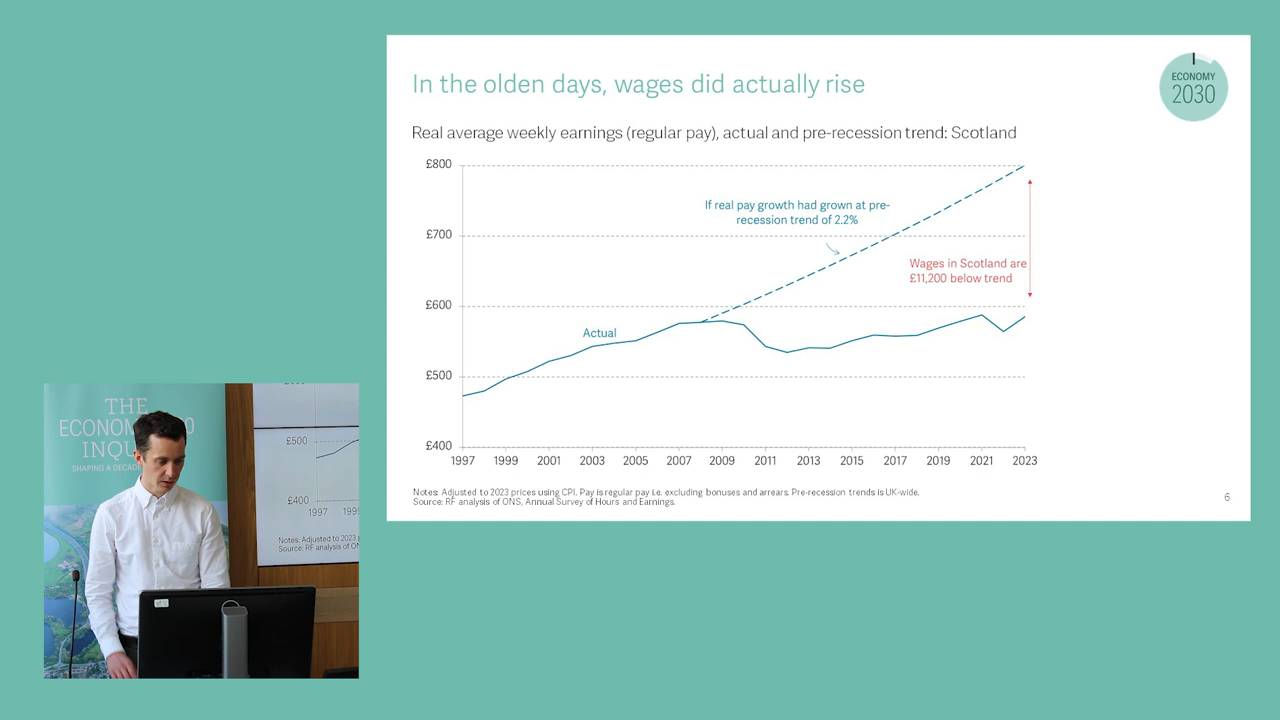 In the olden days, wages did actually rise
ECONOMY
2030
Real average weekly earnings (regular pay), actual and pre-recession trend: Scotland
£800
£700
£600
£500
£400
If real pay growth had grown at pre-
recession trend of 2.2%
Wages in Scotland are
£11,200 below trend
Actual
1997 1999 2001 2003 2005 2007 2009 2011 2013 2015 2017 2019 2021 2023
Notes: Adjusted to 2023 prices using CPI. Pay is regular pay i.e. excluding bonuses and arrears. Pre-recession trends is UK-wide.
Source: RF analysis of ONS, Annual Survey of Hours and Earnings.
6
THE
ECONOM 0
INQU
SHAPING A DECADE
£500
£400
1997 199
Notes: Adjusted to 2023
Source: RF analysis of ON